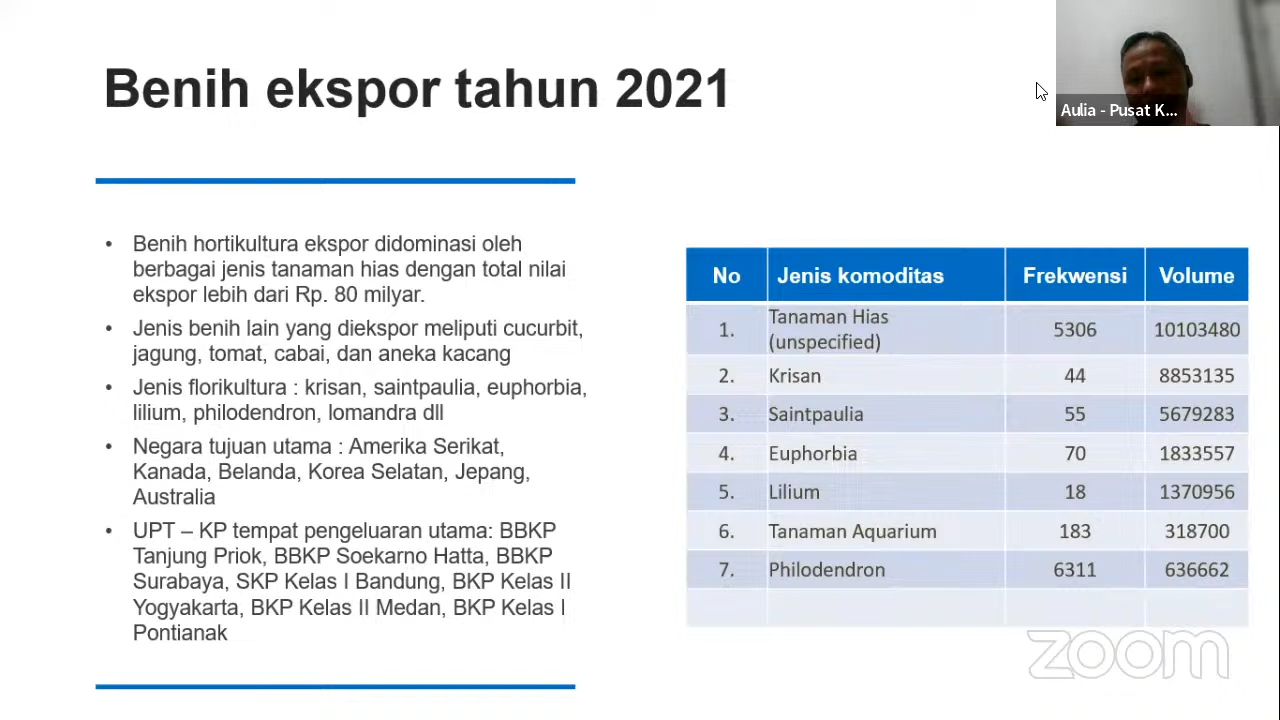 Benih ekspor tahun 2021
Aulia - Pusat K...
• Benih hortikultura ekspor didominasi oleh
berbagai jenis tanaman hias dengan total nilai
ekspor lebih dari Rp. 80 milyar.
• Jenis benih lain yang diekspor meliputi cucurbit,
jagung, tomat, cabai, dan aneka kacang
• Jenis florikultura : krisan, saintpaulia, euphorbia,
lilium, philodendron, lomandra dll
• Negara tujuan utama : Amerika Serikat,
Kanada, Belanda, Korea Selatan, Jepang,
Australia
• UPT – KP tempat pengeluaran utama: BBKP
Tanjung Priok, BBKP Soekarno Hatta, BBKP
Surabaya, SKP Kelas I Bandung, BKP Kelas II
Yogyakarta, BKP Kelas II Medan, BKP Kelas I
Pontianak
No Jenis komoditas Frekwensi Volume
1. Tanaman Hias (unspecified) 5306 10103480
2. Krisan 44 8853135
3. Saintpaulia 55 5679283
4. Euphorbia 70 1833557
5. Lilium 18 1370956
6. Tanaman Aquarium 183 318700
7. Philodendron 6311 636662
zoom